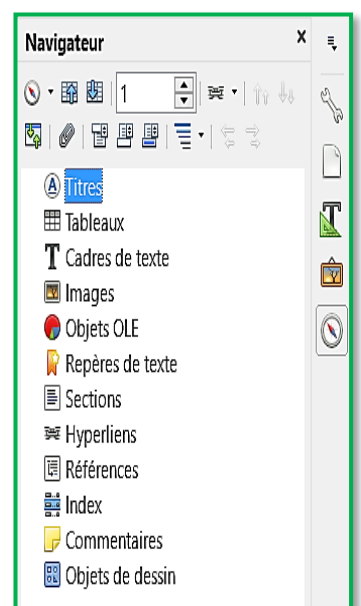 Navigateur
1
Titres
Tableaux
Cadres de texte
Images
Objets OLE
Repères de texte
Sections
Hyperliens
Références
Index
Commentaires
Objets de dessin